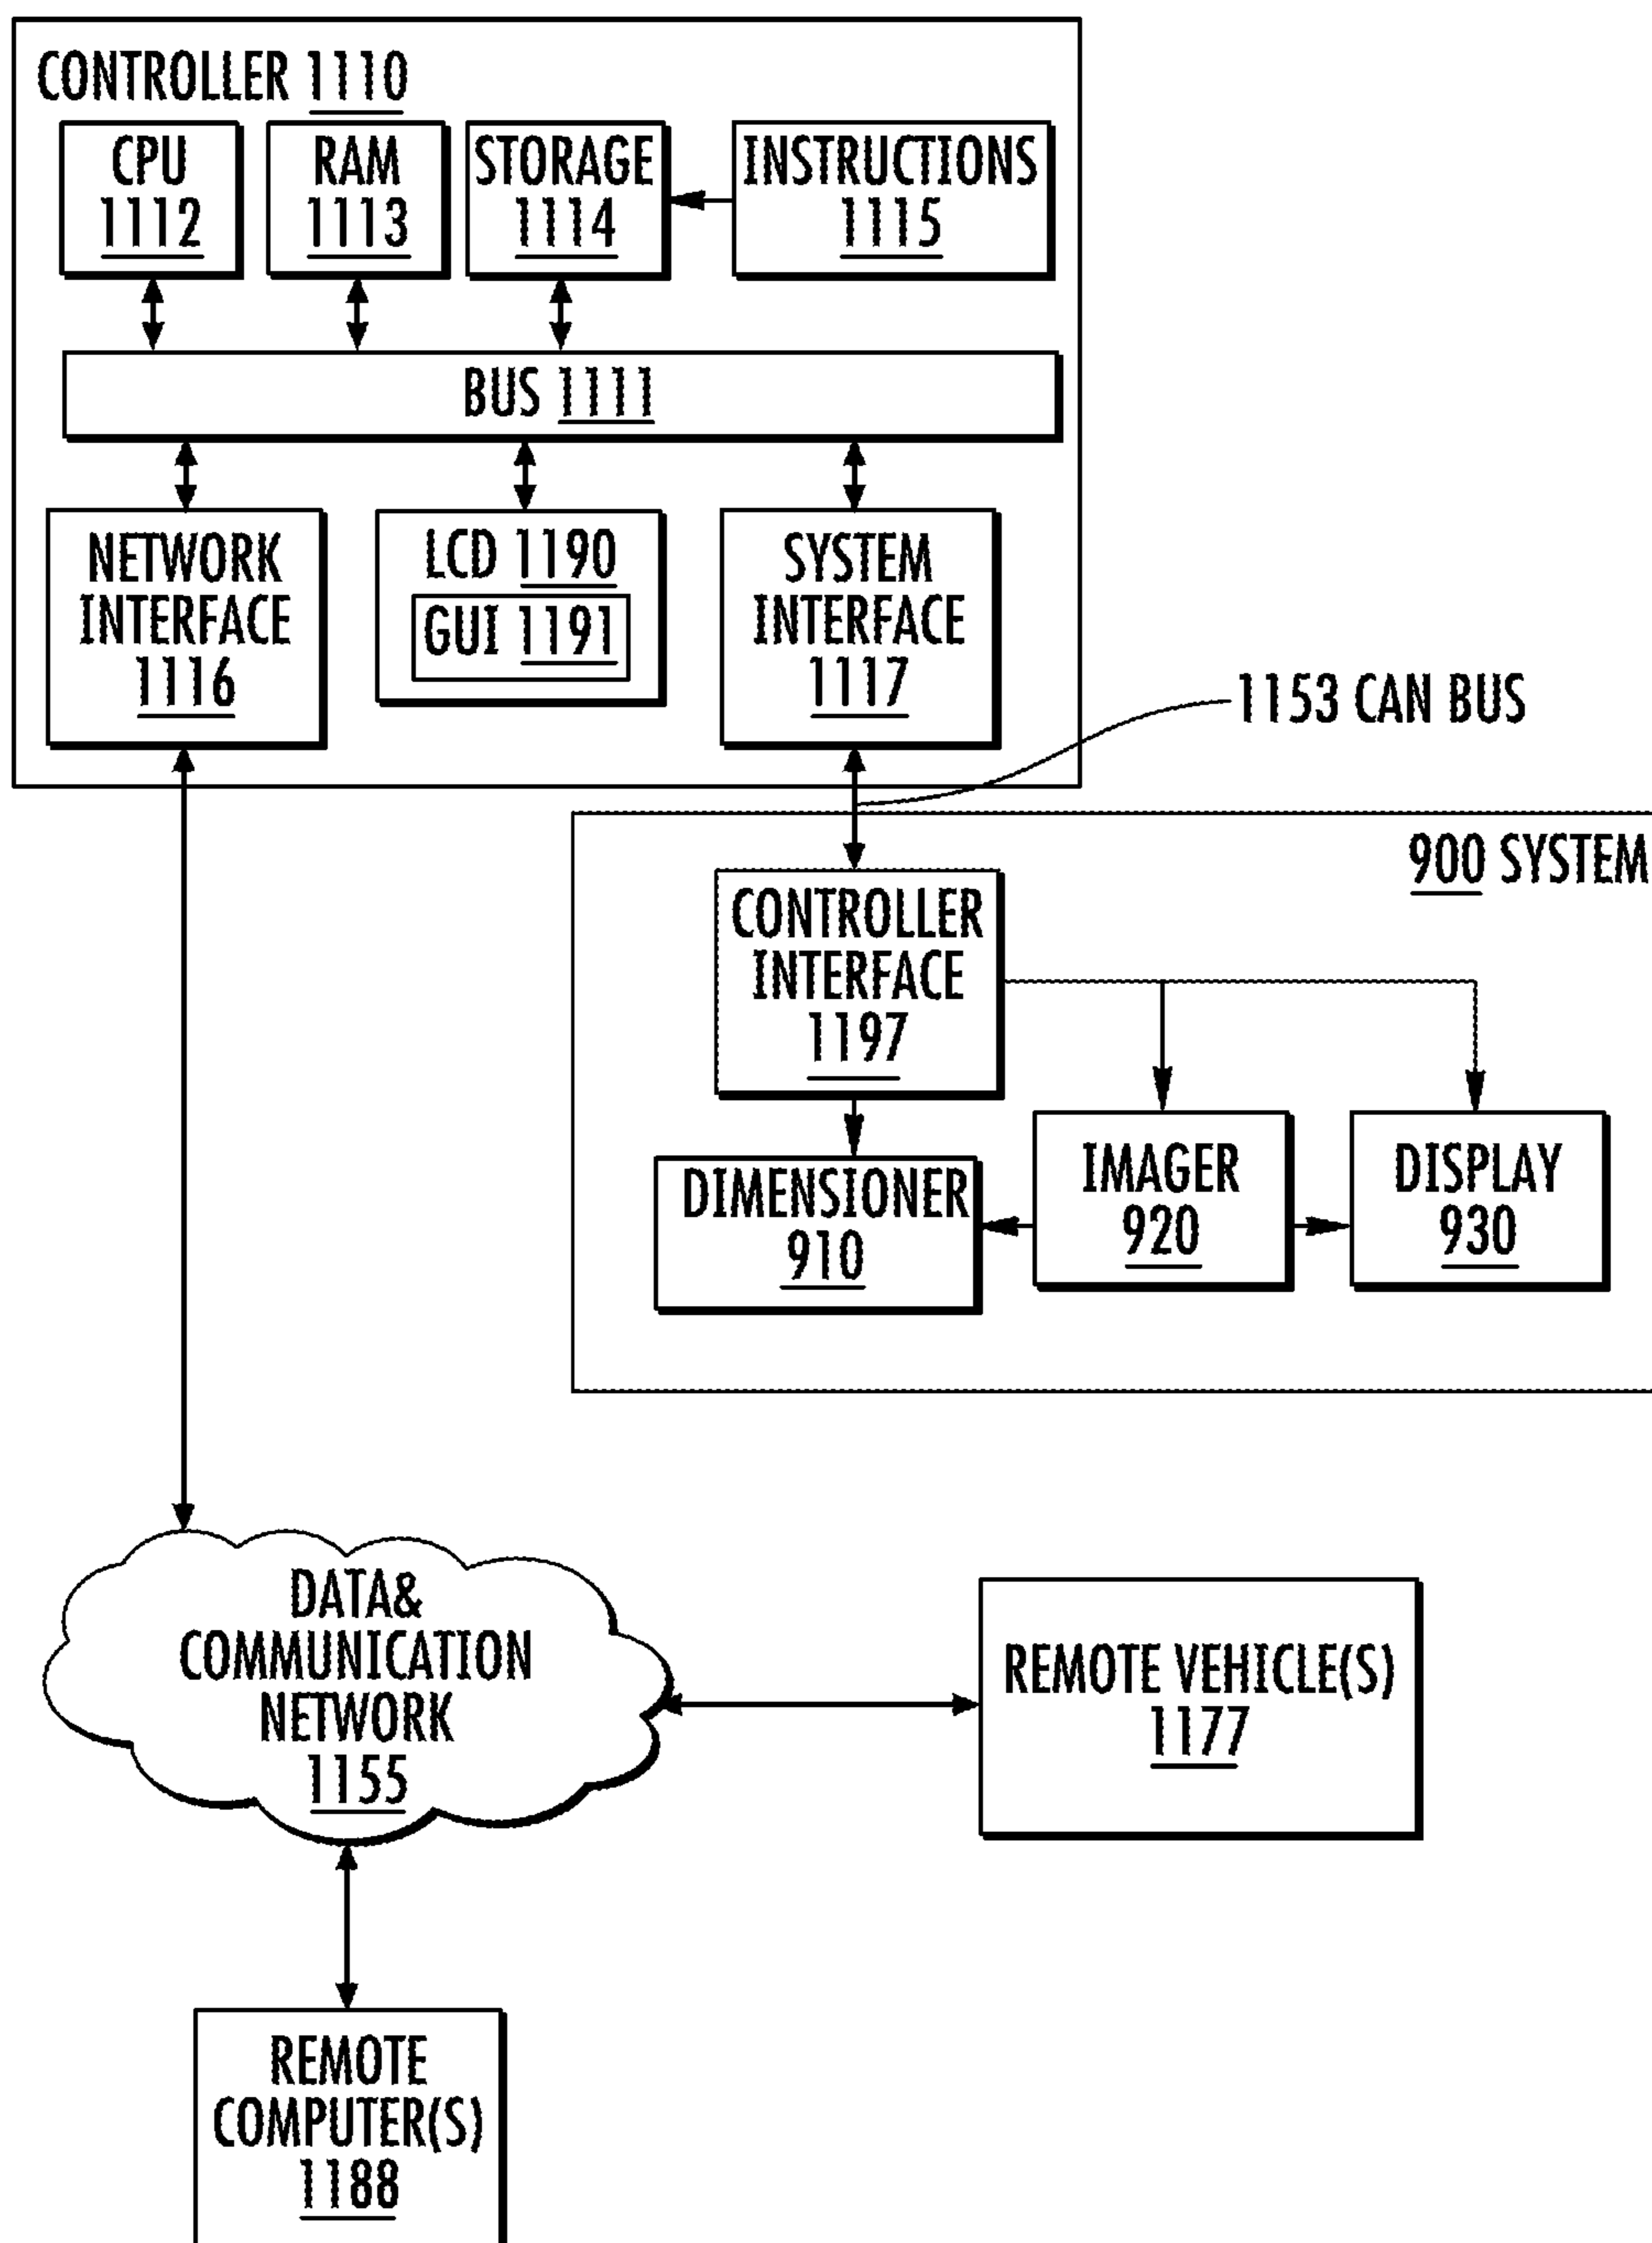 CONTROLLER 1110
CPU
1112
RAM
1113
STORAGE
1114
INSTRUCTIONS
1115
BUS 1111
NETWORK
INTERFACE
1116
LCD 1190
GUI 1191
SYSTEM
INTERFACE
1117
1153 CAN BUS
900 SYSTEM
CONTROLLER
INTERFACE
1197
DIMENSIONER
910
IMAGER
920
DISPLAY
930
DATA&
COMMUNICATION
NETWORK
1155
REMOTE VEHICLE(S)
1177
REMOTE
COMPUTER(S)
1188